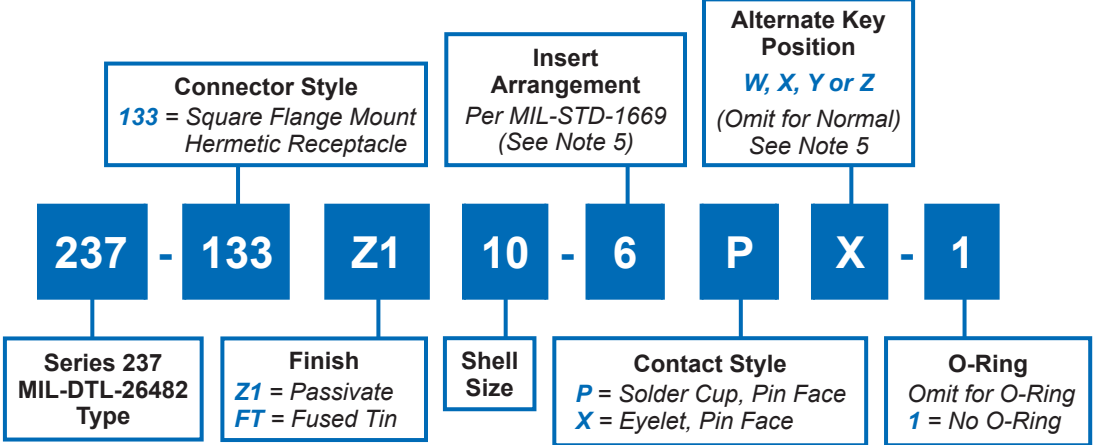 Connector Style
133 = Square Flange Mount
Hermetic Receptacle
Insert
Arrangement
Per MIL-STD-1669
(See Note 5)
Alternate Key
Position
W, X, Y or Z
(Omit for Normal)
See Note 5
237 - 133 Z1 10 - 6 P X - 1
Series 237
MIL-DTL-26482
Type
Finish
Z1 = Passivate
FT = Fused Tin
Shell
Size
Contact Style
P = Solder Cup, Pin Face
X = Eyelet, Pin Face
O-Ring
Omit for O-Ring
1 = No O-Ring